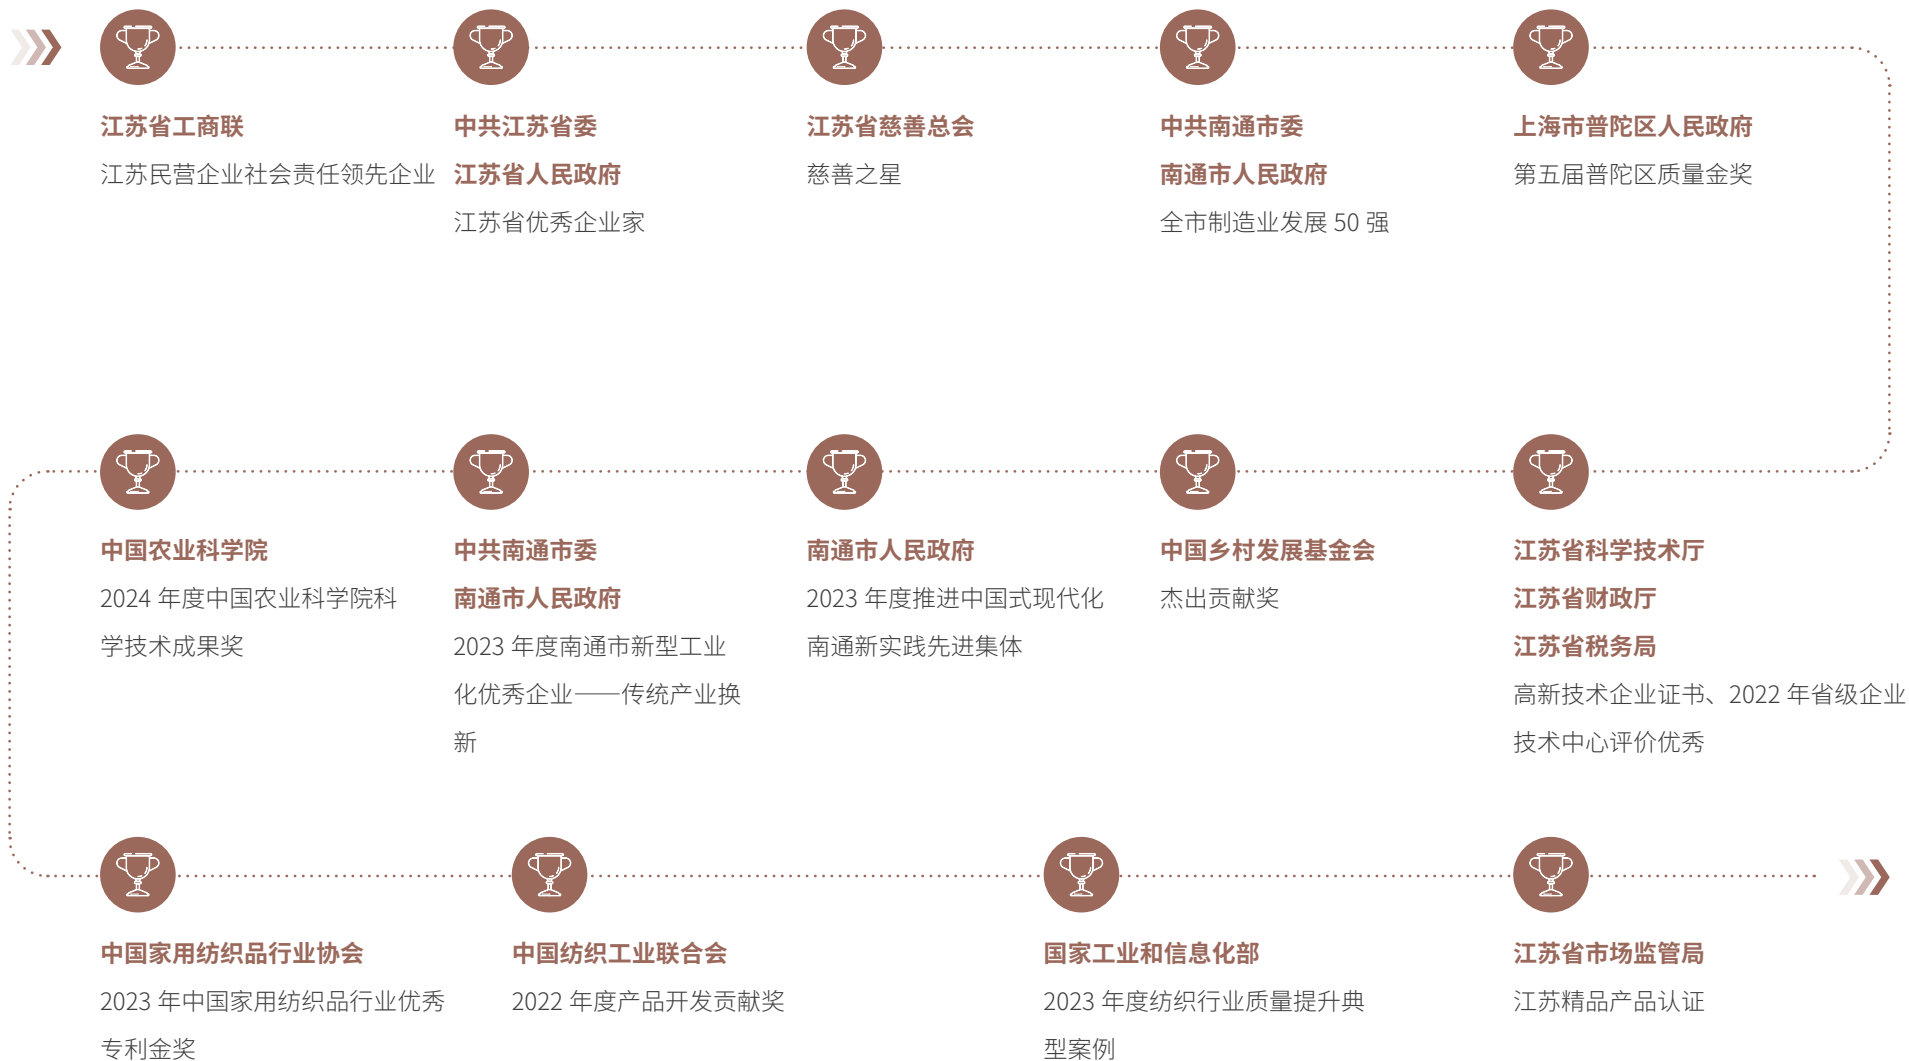 江苏省工商联
江苏民营企业社会责任领先企业
中共江苏省委
江苏省人民政府
江苏省优秀企业家
江苏省慈善总会
慈善之星
中共南通市委
南通市人民政府
全市制造业发展 50 强
上海市普陀区人民政府
第五届普陀区质量金奖
中国农业科学院
2024 年度中国农业科学院科
学技术成果奖
中共南通市委
南通市人民政府
2023 年度南通市新型工业
化优秀企业——传统产业换
新
南通市人民政府
2023 年度推进中国式现代化
南通新实践先进集体
中国乡村发展基金会
杰出贡献奖
江苏省科学技术厅
江苏省财政厅
江苏省税务局
高新技术企业证书、2022 年省级企业
技术中心评价优秀
中国家用纺织品行业协会
2023 年中国家用纺织品行业优秀
专利金奖
中国纺织工业联合会
2022 年度产品开发贡献奖
国家工业和信息化部
2023 年度纺织行业质量提升典
型案例
江苏省市场监管局
江苏精品产品认证